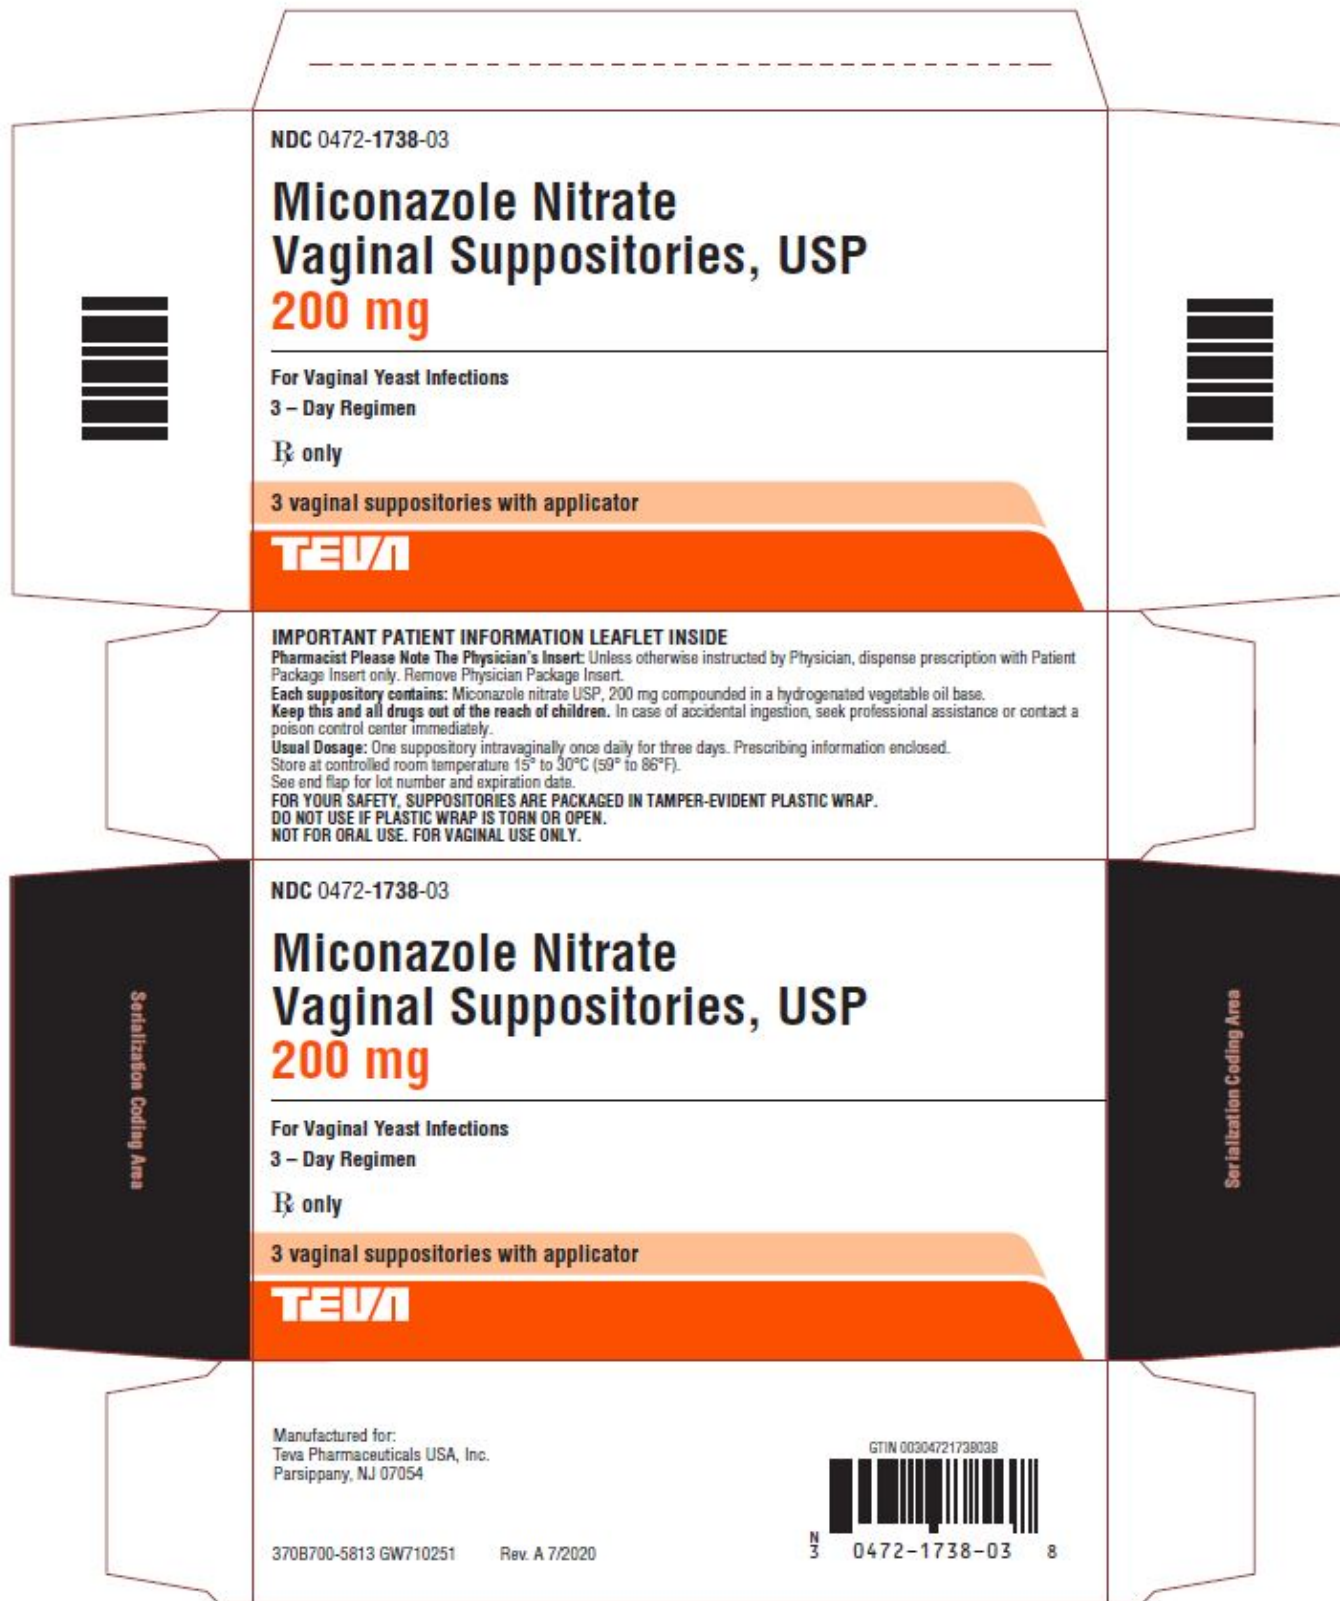 NDC 0472-1738-03
Miconazole Nitrate
Vaginal Suppositories, USP
200 mg
For Vaginal Yeast Infections
3 – Day Regimen
℞ only
3 vaginal suppositories with applicator
TEVA
IMPORTANT PATIENT INFORMATION LEAFLET INSIDE
Pharmacist Please Note The Physician's Insert: Unless otherwise instructed by Physician, dispense prescription with Patient
Package Insert only. Remove Physician Package Insert.
Each suppository contains: Miconazole nitrate USP, 200 mg compounded in a hydrogenated vegetable oil base.
Keep this and all drugs out of the reach of children. In case of accidental ingestion, seek professional assistance or contact a
poison control center immediately.
Usual Dosage: One suppository intravaginally once daily for three days. Prescribing information enclosed.
Store at controlled room temperature 15° to 30°C (59° to 86°F).
See end flap for lot number and expiration date.
FOR YOUR SAFETY, SUPPOSITORIES ARE PACKAGED IN TAMPER-EVIDENT PLASTIC WRAP.
DO NOT USE IF PLASTIC WRAP IS TORN OR OPEN.
NOT FOR ORAL USE. FOR VAGINAL USE ONLY.
Serialization Coding Area
NDC 0472-1738-03
Miconazole Nitrate
Vaginal Suppositories, USP
200 mg
For Vaginal Yeast Infections
3 – Day Regimen
℞ only
3 vaginal suppositories with applicator
TEVA
Serialization Coding Area
Manufactured for:
Teva Pharmaceuticals USA, Inc.
Parsippany, NJ 07054
370B700-5813 GW710251 Rev. A 7/2020
GTIN 00304721738038
N
3 0472-1738-03 8